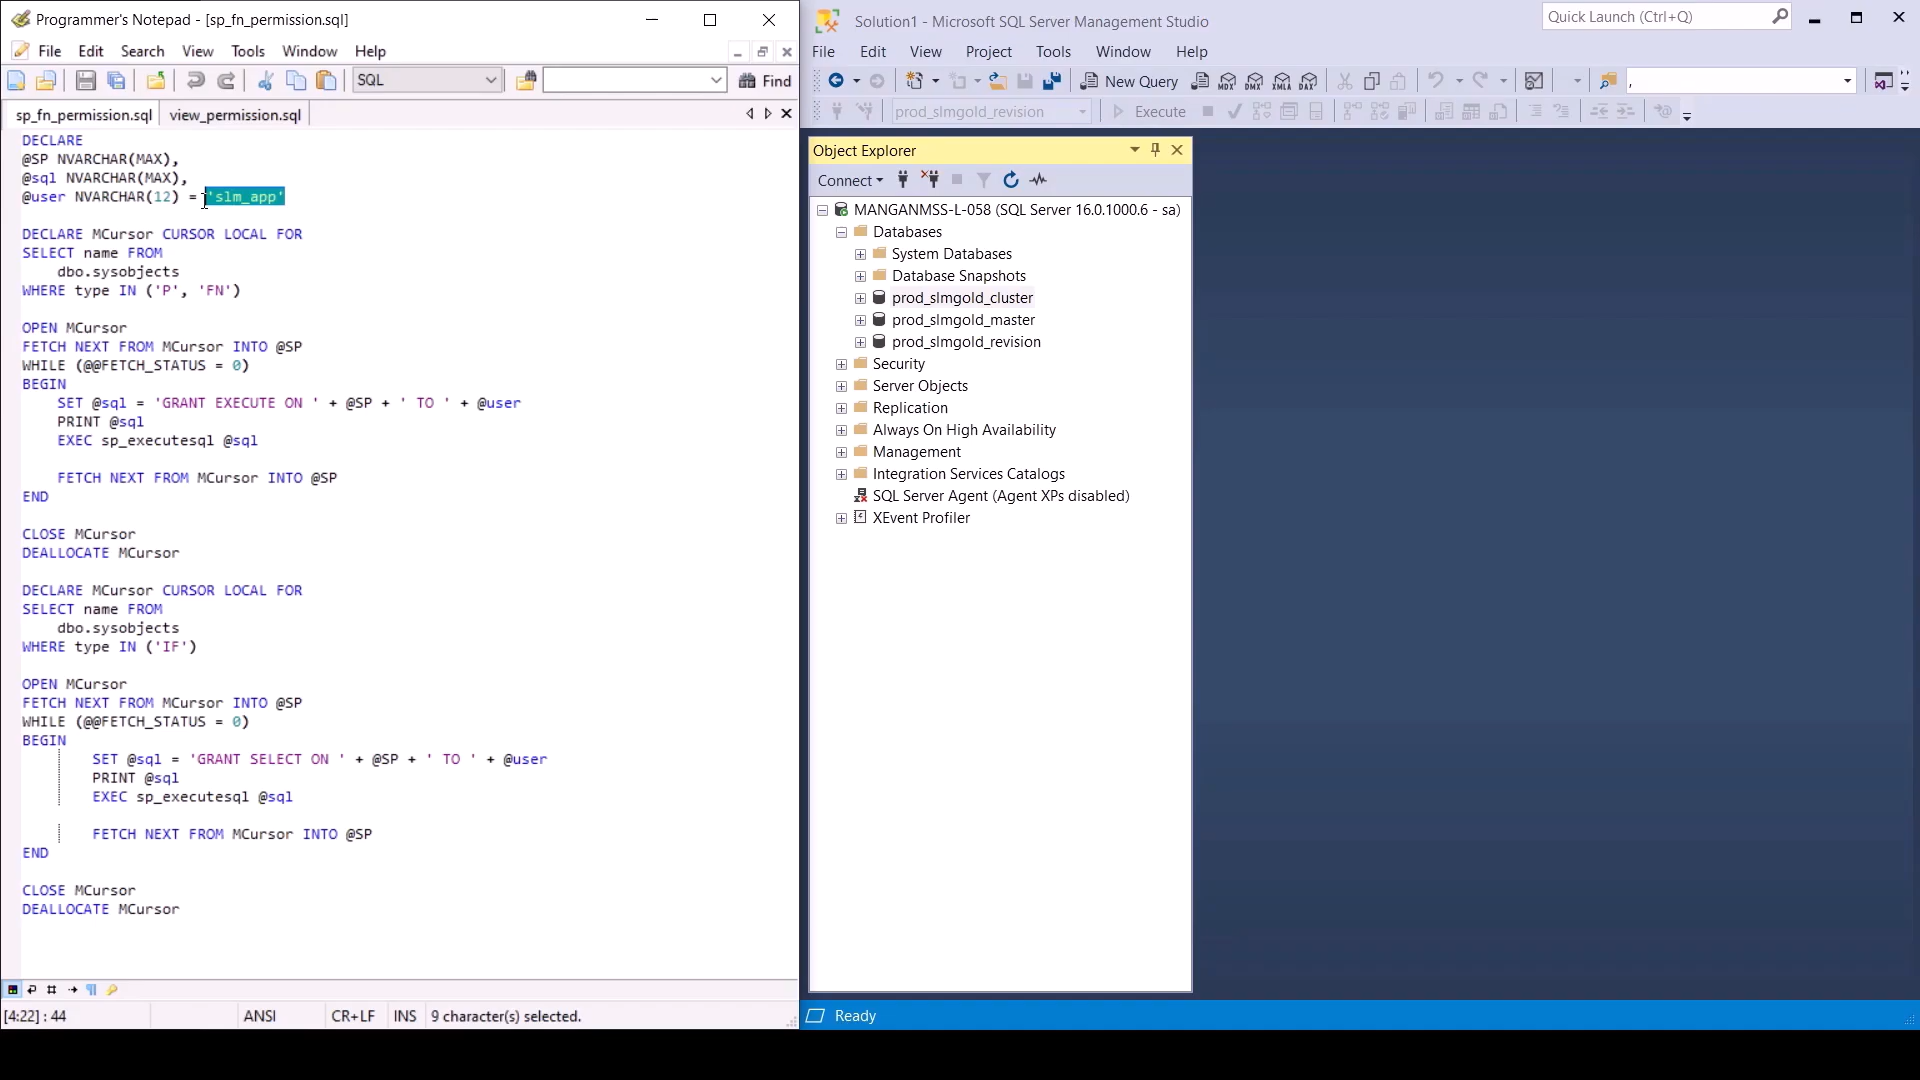 Programmer's Notepad - [sp_fn_permission.sql]
File Edit Search View Tools Window Help
SQL
Find
sp_fn_permission.sql view_permission.sql
DECLARE
@SP NVARCHAR(MAX),
@sql NVARCHAR(MAX),
@user NVARCHAR(12) = 'slm_app'
DECLARE MCursor CURSOR LOCAL FOR
SELECT name FROM
dbo.sysobjects
WHERE type IN ('P', 'FN')
OPEN MCursor
FETCH NEXT FROM MCursor INTO @SP
WHILE (@@FETCH_STATUS = 0)
BEGIN
SET @sql = 'GRANT EXECUTE ON ' + @SP + ' TO ' + @user
PRINT @sql
EXEC sp_executesql @sql
FETCH NEXT FROM MCursor INTO @SP
END
CLOSE MCursor
DEALLOCATE MCursor
DECLARE MCursor CURSOR LOCAL FOR
SELECT name FROM
dbo.sysobjects
WHERE type IN ('IF')
OPEN MCursor
FETCH NEXT FROM MCursor INTO @SP
WHILE (@@FETCH_STATUS = 0)
BEGIN
SET @sql = 'GRANT SELECT ON ' + @SP + ' TO ' + @user
PRINT @sql
EXEC sp_executesql @sql
FETCH NEXT FROM MCursor INTO @SP
END
CLOSE MCursor
DEALLOCATE MCursor
[4:22] : 44 ANSI CR+LF INS 9 character(s) selected.
Solution1 - Microsoft SQL Server Management Studio
Quick Launch (Ctrl+Q)
File Edit View Project Tools Window Help
New Query MDX DMX XMLA DAX ,
prod_slmgold_revision Execute
Object Explorer
Connect
MANGANMSS-L-058 (SQL Server 16.0.1000.6 - sa)
Databases
System Databases
Database Snapshots
prod_slmgold_cluster
prod_slmgold_master
prod_slmgold_revision
Security
Server Objects
Replication
Always On High Availability
Management
Integration Services Catalogs
SQL Server Agent (Agent XPs disabled)
XEvent Profiler
Ready